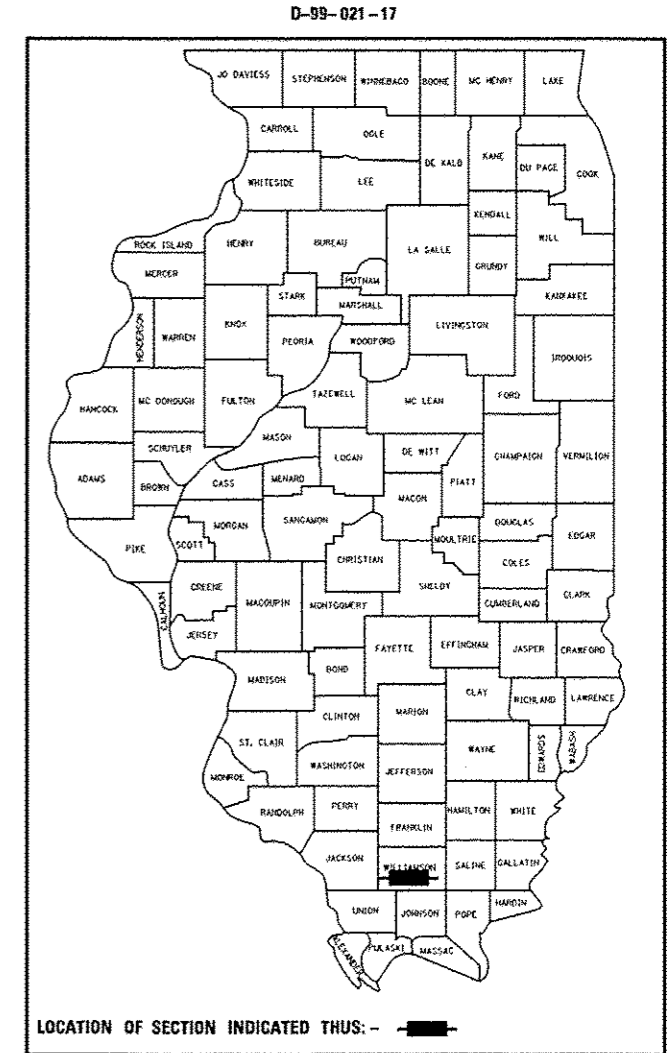 D-99-021-17
JO DAVIESS STEPHENSON WINNEBAGO BOONE MC HENRY LAKE
CARROLL OGLE DE KALB KANE DU PAGE COOK
WHITESIDE LEE KENDALL WILL
ROCK ISLAND HENRY BUREAU LA SALLE GRUNDY
MERCER PUTNAM KANKAKEE
STARK MARSHALL
HENDERSON WARREN KNOX PEORIA WOODFORD LIVINGSTON IROQUOIS
HANCOCK MC DONOUGH FULTON TAZEWELL MC LEAN FORD
MASON
SCHUYLER LOGAN DE WITT CHAMPAIGN VERMILION
ADAMS BROWN CASS MENARD MACON PIATT
PIKE SCOTT MORGAN SANGAMON MOULTRIE DOUGLAS EDGAR
CHRISTIAN COLES
CALHOUN GREENE MACOUPIN MONTGOMERY SHELBY CUMBERLAND CLARK
JERSEY FAYETTE EFFINGHAM JASPER CRAWFORD
MADISON BOND
CLAY RICHLAND LAWRENCE
CLINTON MARION
ST. CLAIR WAYNE EDWARDS WABASH
MONROE WASHINGTON JEFFERSON
RANDOLPH PERRY HAMILTON WHITE
FRANKLIN
JACKSON WILLIAMSON SALINE GALLATIN
UNION JOHNSON POPE HARDIN
ALEXANDER PULASKI MASSAC
LOCATION OF SECTION INDICATED THUS: -